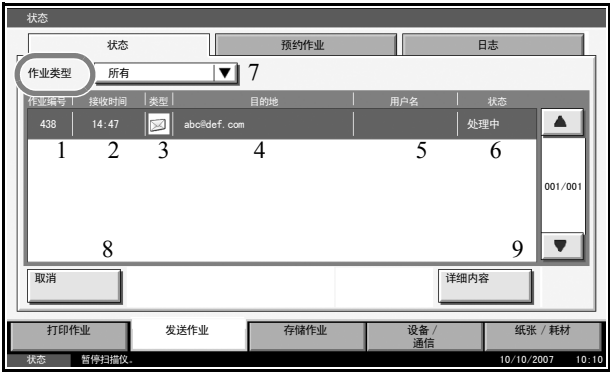 状态
状态 预约作业 日志
作业类型 所有 7
作业编号 接收时间 类型 目的地 用户名 状态
438 14:47 abc@def.com 处理中
1 2 3 4 5 6
001/001
8 9
取消 详细内容
打印作业 发送作业 存储作业 设备 / 通信 纸张 / 耗材
状态 暂停扫描仪. 10/10/2007 10:10